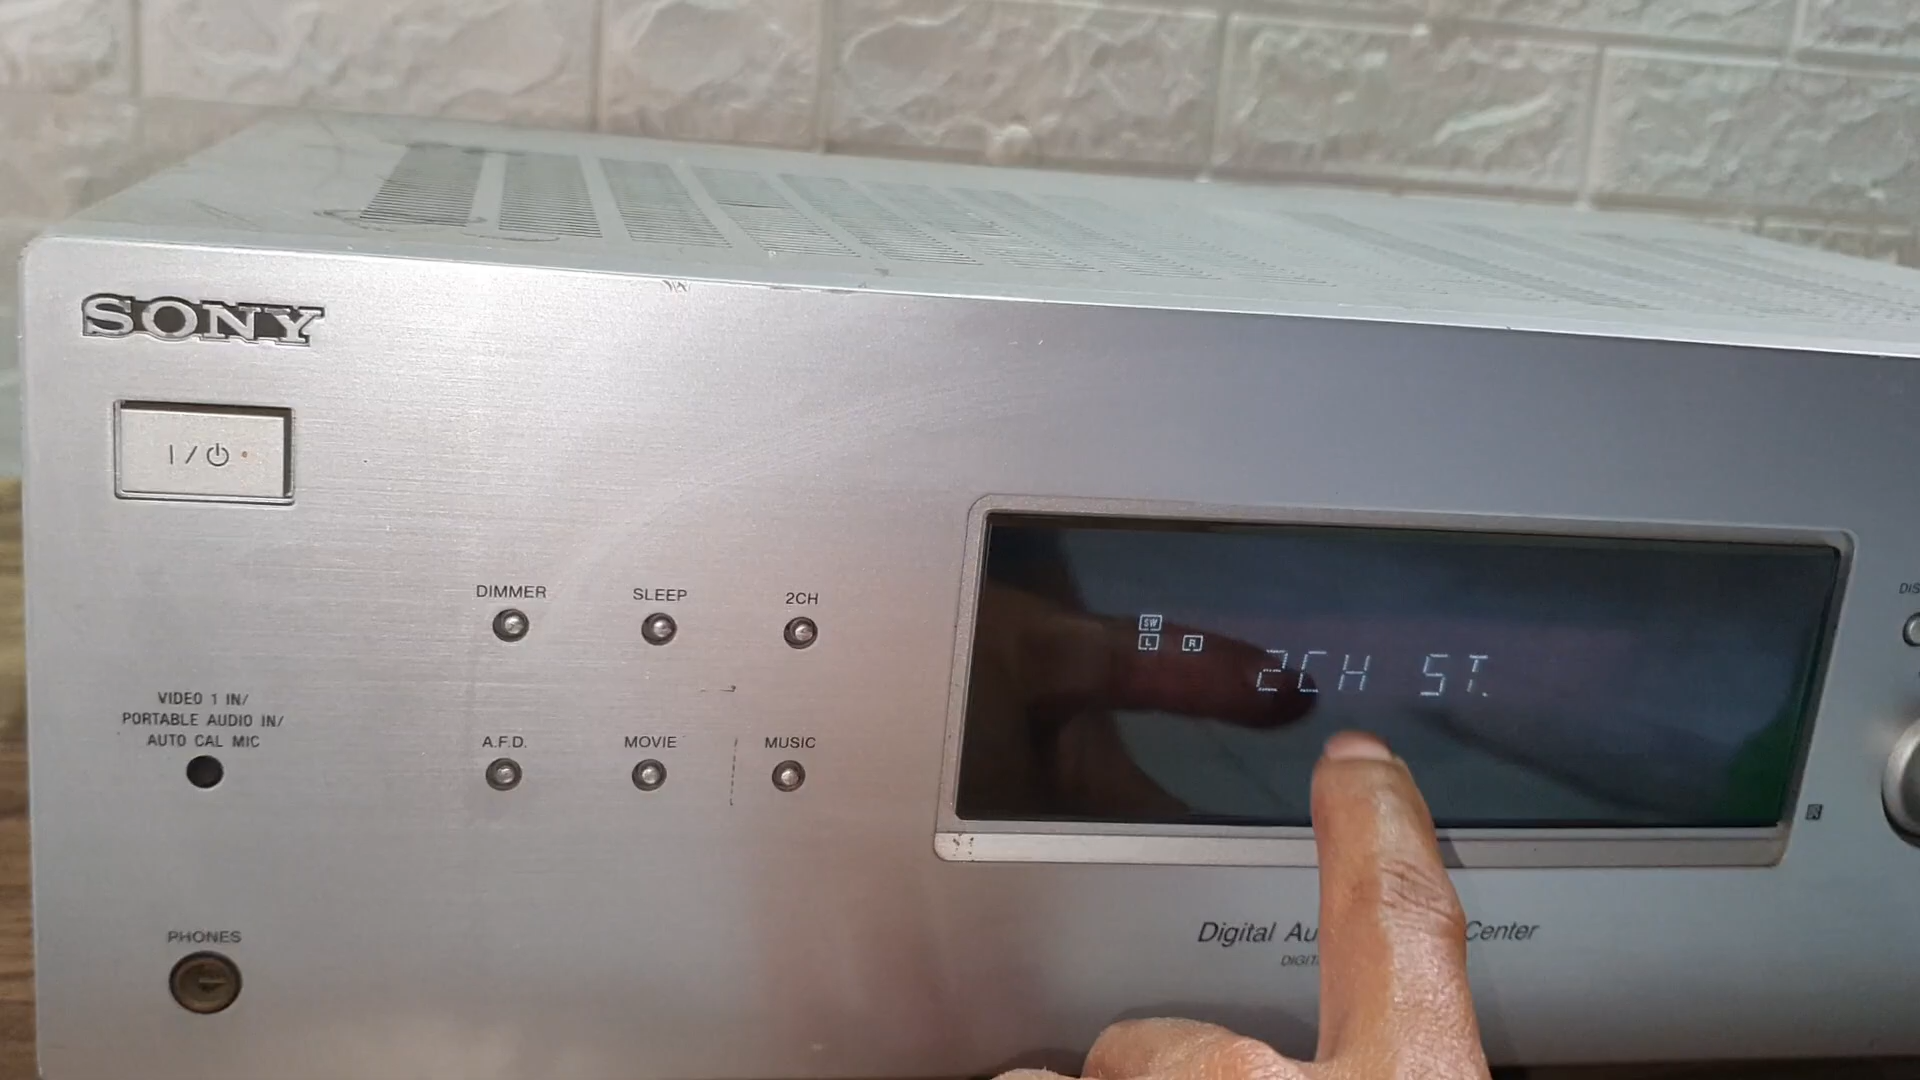 SONY
I/⏻
DIMMER
SLEEP
2CH
VIDEO 1 IN/
PORTABLE AUDIO IN/
AUTO CAL MIC
A.F.D.
MOVIE
MUSIC
PHONES
SW
L
R
2CH ST.
Digital
Center